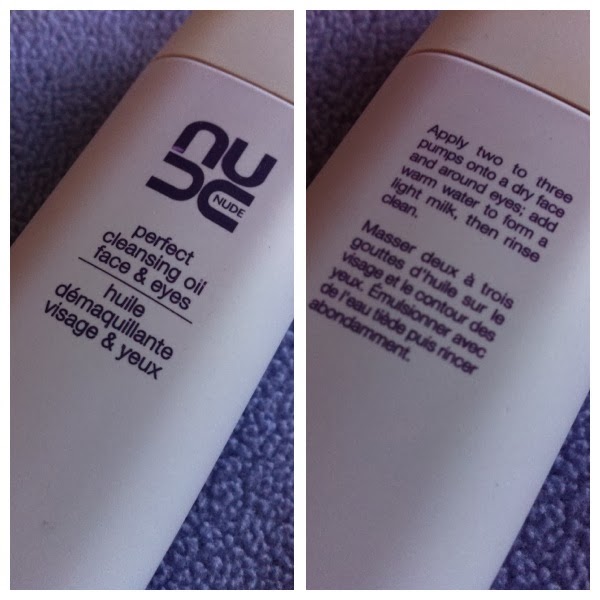 nu
de
NUDE
perfect
cleansing oil
face & eyes
huile
démaquillante
visage & yeux
Apply two to three
pumps onto a dry face
and around eyes; add
warm water to form a
light milk, then rinse
clean.
Masser deux à trois
gouttes d'huile sur le
visage et le contour des
yeux. Émulsionner avec
de l'eau tiède puis rincer
abondamment.